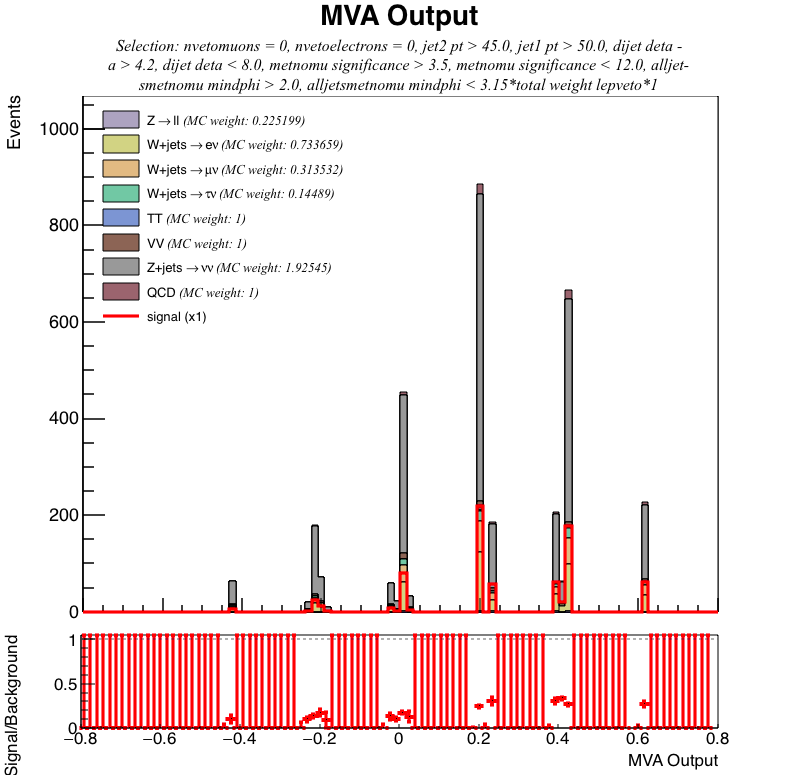 MVA Output
Selection: nvetomuons = 0, nvetoelectrons = 0, jet2 pt > 45.0, jet1 pt > 50.0, dijet deta -
a > 4.2, dijet deta < 8.0, metnomu significance > 3.5, metnomu significance < 12.0, alljet-
smetnomu mindphi > 2.0, alljetsmetnomu mindphi < 3.15*total weight lepveto*1
Events
1000
800
600
400
200
0
Z→ll (MC weight: 0.225199)
W+jets→eν (MC weight: 0.733659)
W+jets→μν (MC weight: 0.313532)
W+jets→τν (MC weight: 0.14489)
TT (MC weight: 1)
VV (MC weight: 1)
Z+jets→νν (MC weight: 1.92545)
QCD (MC weight: 1)
signal (x1)
Signal/Background
1
0.5
0
−0.8 −0.6 −0.4 −0.2 0 0.2 0.4 0.6 0.8
MVA Output